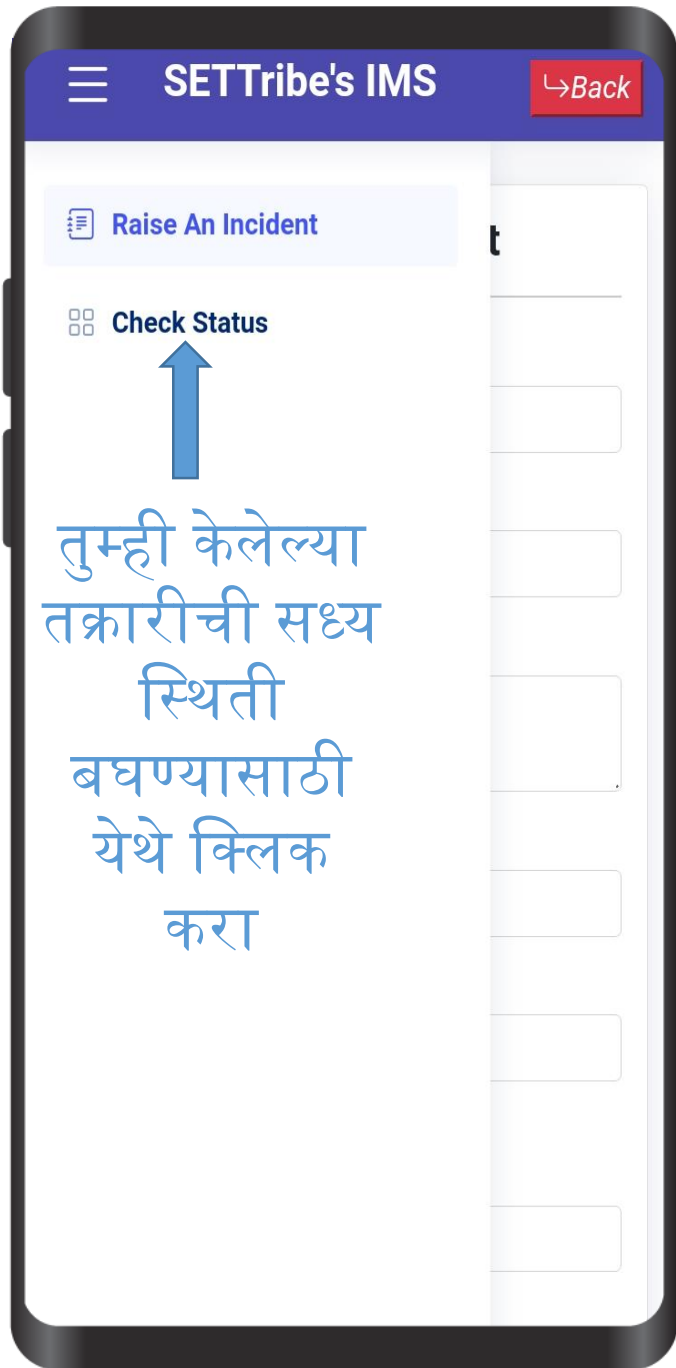 SETTribe's IMS
Back
Raise An Incident
t
Check Status
तुम्ही केलेल्या
तक्रारीची सध्य
स्थिती
बघण्यासाठी
येथे क्लिक
करा